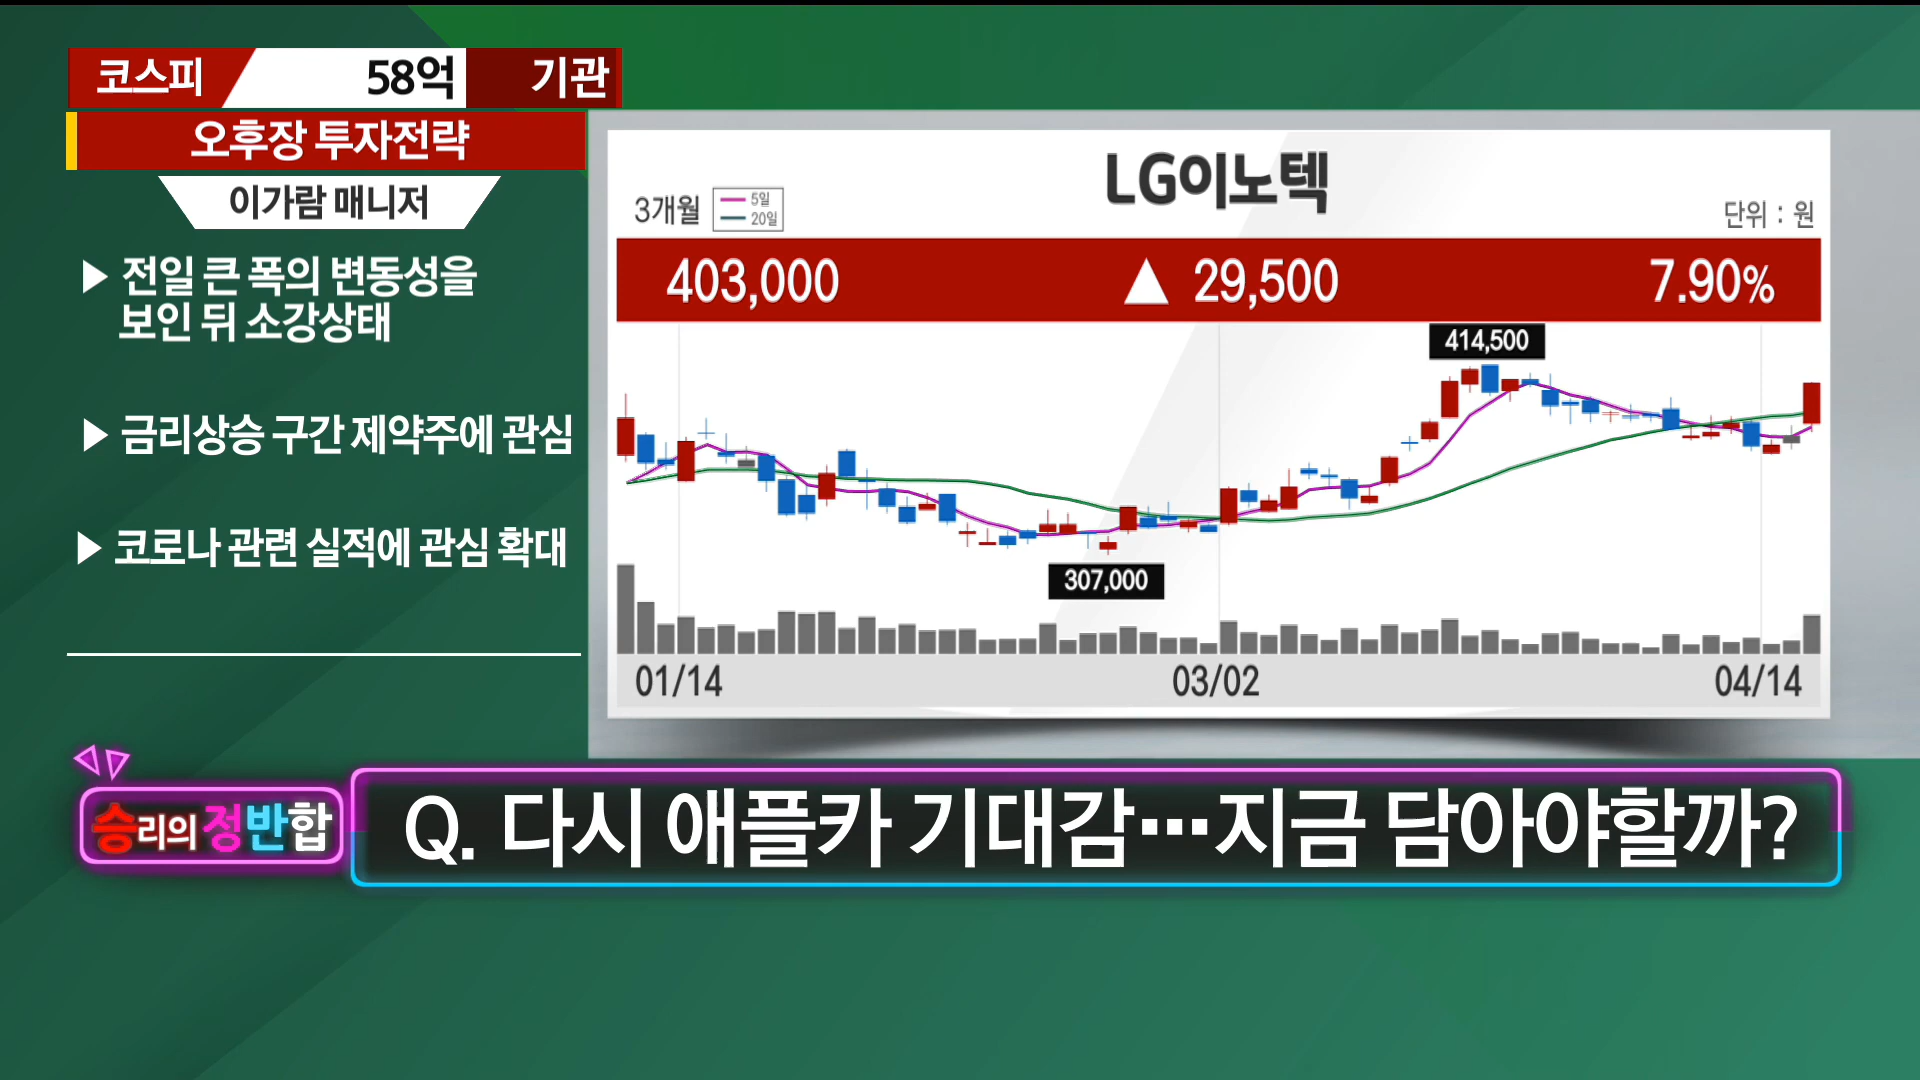 코스피 58억 기관
오후장 투자전략
이가람 매니저
▶ 전일 큰 폭의 변동성을
보인 뒤 소강상태
▶ 금리상승 구간 제약주에 관심
▶ 코로나 관련 실적에 관심 확대
LG이노텍
3개월
5일
20일
단위 : 원
403,000 ▲ 29,500 7.90%
414,500
307,000
01/14 03/02 04/14
승리의 정반합
Q. 다시 애플카 기대감…지금 담아야할까?